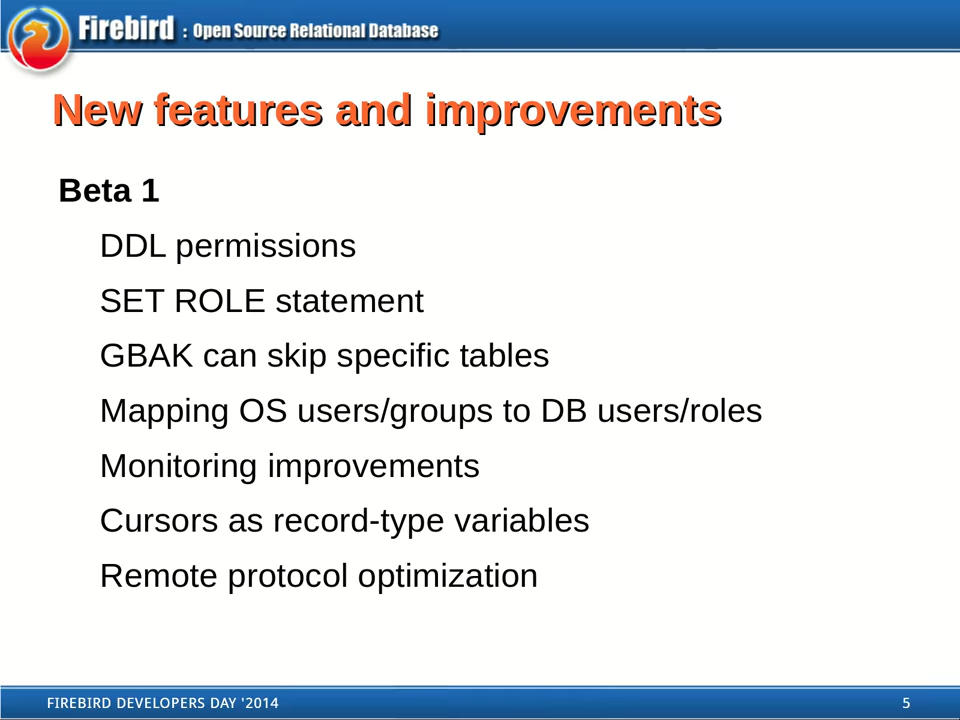 Firebird : Open Source Relational Database
New features and improvements
Beta 1
DDL permissions
SET ROLE statement
GBAK can skip specific tables
Mapping OS users/groups to DB users/roles
Monitoring improvements
Cursors as record-type variables
Remote protocol optimization
FIREBIRD DEVELOPERS DAY '2014
5